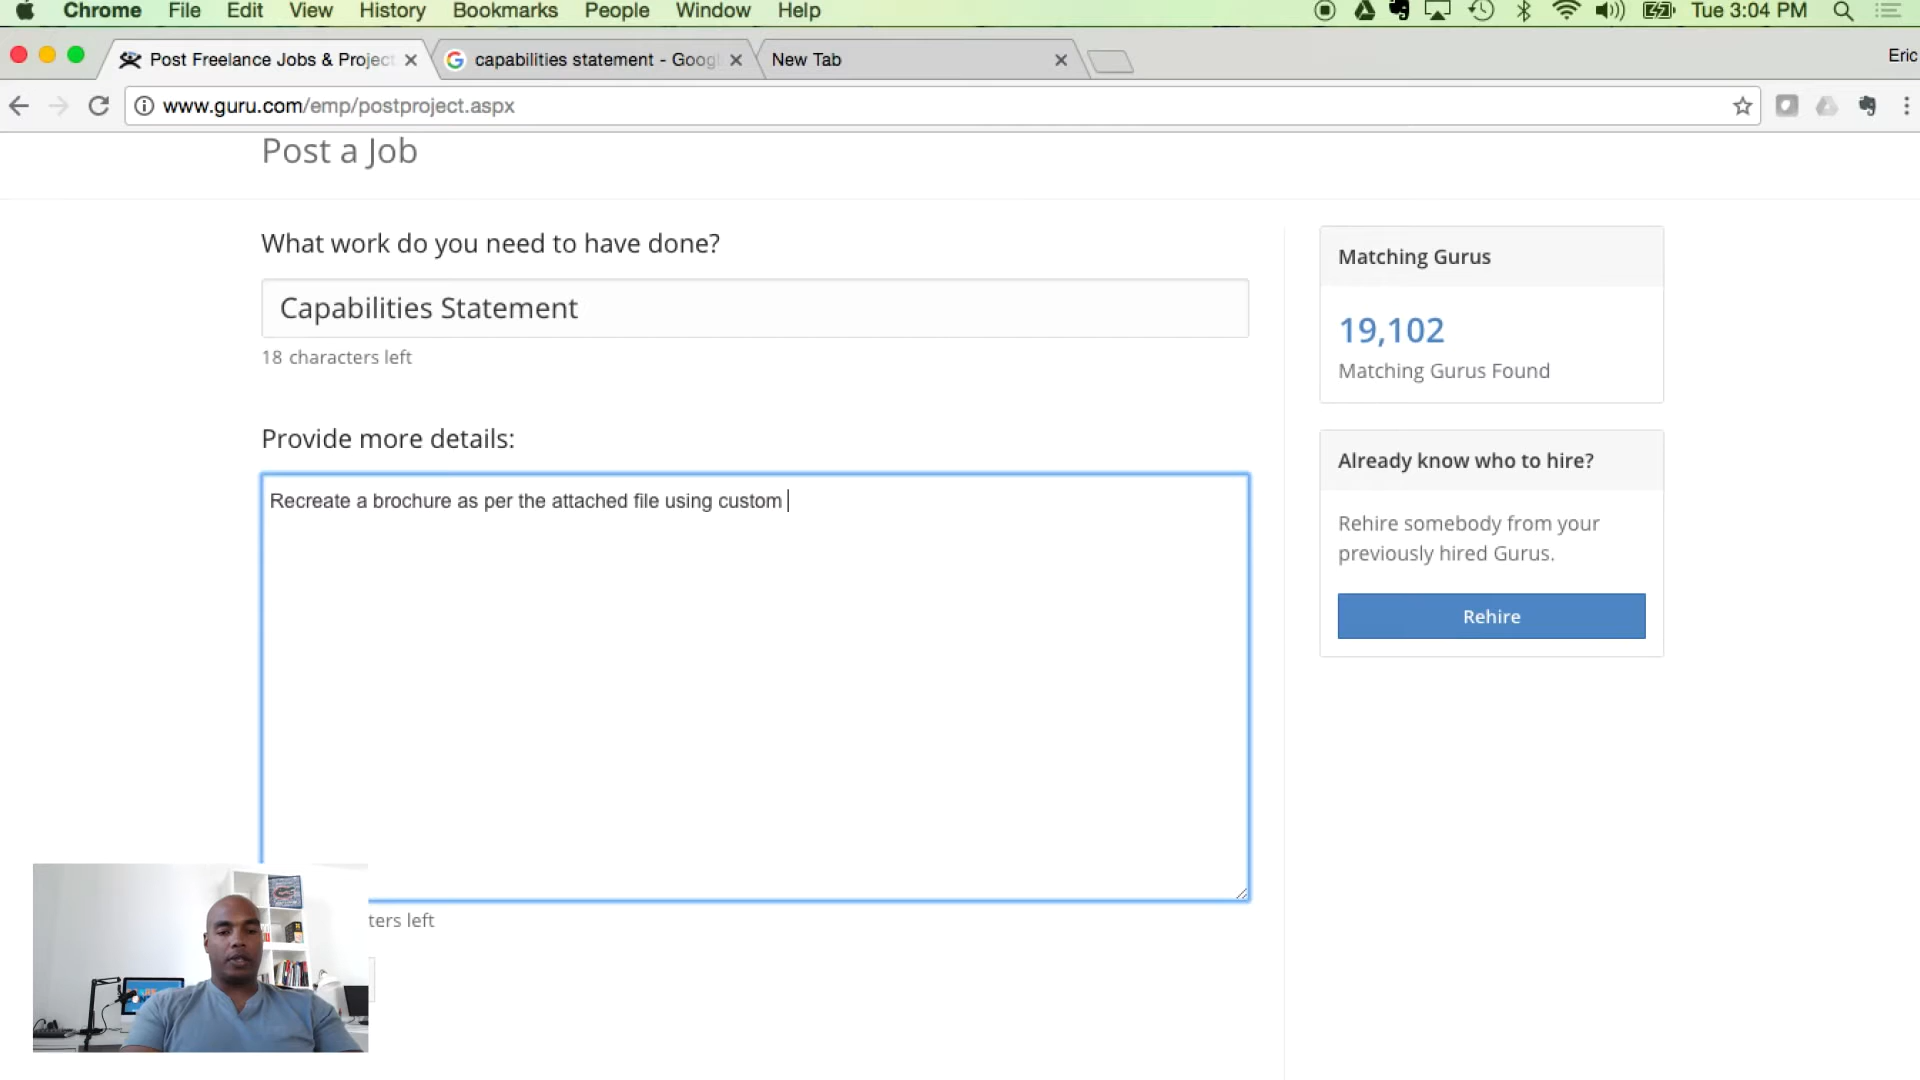 Chrome File Edit View History Bookmarks People Window Help Tue 3:04 PM
Post Freelance Jobs & Project capabilities statement - Goog New Tab Eric
www.guru.com/emp/postproject.aspx
Post a Job
What work do you need to have done?
Capabilities Statement
18 characters left
Provide more details:
Recreate a brochure as per the attached file using custom
ters left
Matching Gurus
19,102
Matching Gurus Found
Already know who to hire?
Rehire somebody from your
previously hired Gurus.
Rehire